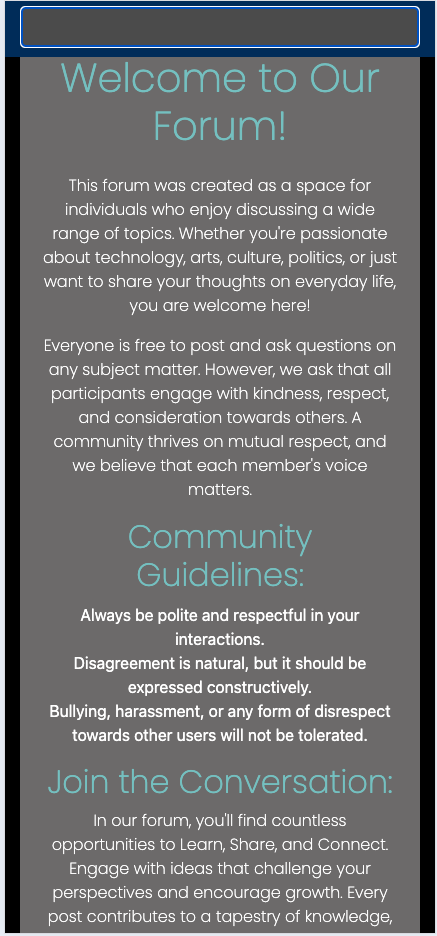 Welcome to Our
Forum!
This forum was created as a space for
individuals who enjoy discussing a wide
range of topics. Whether you're passionate
about technology, arts, culture, politics, or just
want to share your thoughts on everyday life,
you are welcome here!
Everyone is free to post and ask questions on
any subject matter. However, we ask that all
participants engage with kindness, respect,
and consideration towards others. A
community thrives on mutual respect, and
we believe that each member's voice
matters.
Community
Guidelines:
Always be polite and respectful in your
interactions.
Disagreement is natural, but it should be
expressed constructively.
Bullying, harassment, or any form of disrespect
towards other users will not be tolerated.
Join the Conversation:
In our forum, you'll find countless
opportunities to Learn, Share, and Connect.
Engage with ideas that challenge your
perspectives and encourage growth. Every
post contributes to a tapestry of knowledge,